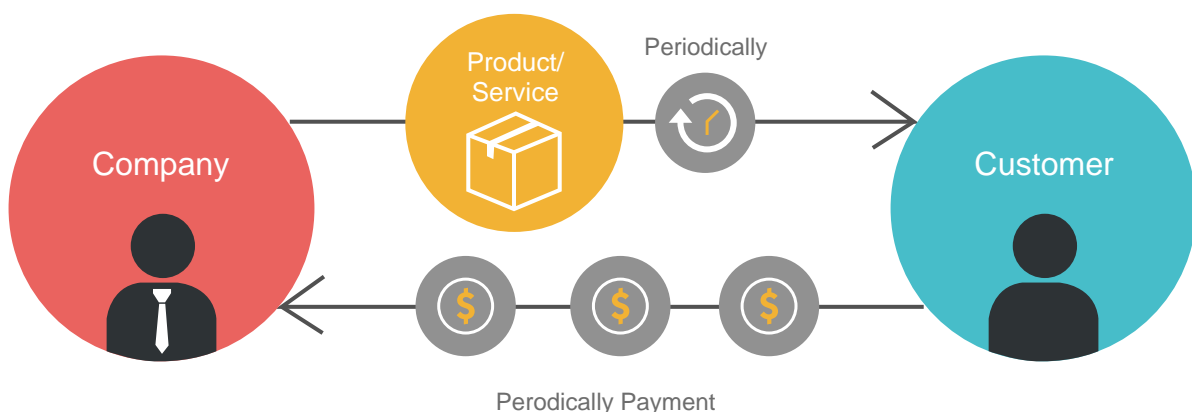 Periodically
Product/
Service
Company
Customer
$ $ $
Perodically Payment